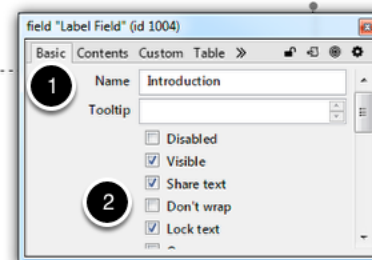 field "Label Field" (id 1004)
Basic Contents Custom Table »
1
Name Introduction
Tooltip
Disabled
Visible
Share text
2
Don't wrap
Lock text